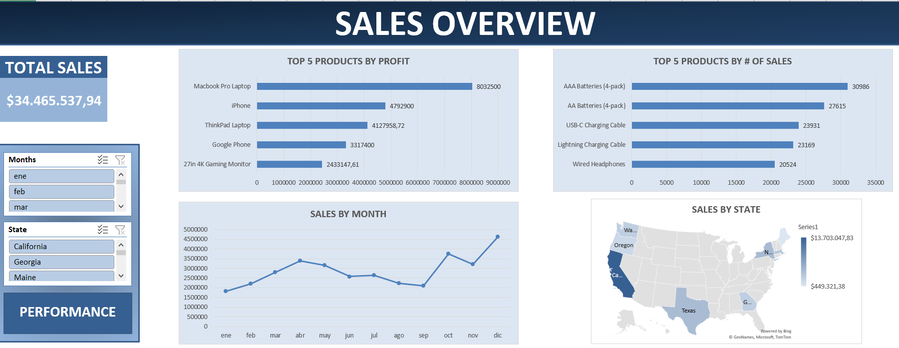 SALES OVERVIEW
TOTAL SALES
$34.465.537,94
Months
ene
feb
mar
State
California
Georgia
Maine
PERFORMANCE
TOP 5 PRODUCTS BY PROFIT
Macbook Pro Laptop 8032500
iPhone 4792900
ThinkPad Laptop 4127958,72
Google Phone 3317400
27in 4K Gaming Monitor 2433147,61
0 1000000 2000000 3000000 4000000 5000000 6000000 7000000 8000000 9000000
TOP 5 PRODUCTS BY # OF SALES
AAA Batteries (4-pack) 30986
AA Batteries (4-pack) 27615
USB-C Charging Cable 23931
Lightning Charging Cable 23169
Wired Headphones 20524
0 5000 10000 15000 20000 25000 30000 35000
SALES BY MONTH
5000000
4500000
4000000
3500000
3000000
2500000
2000000
1500000
1000000
500000
0
ene feb mar abr may jun jul ago sep oct nov dic
SALES BY STATE
Series1
$13.703.047,83
$449.321,38
Wa...
Oregon
Ca...
N...
G...
Texas
Powered by Bing
© GeoNames, Microsoft, TomTom